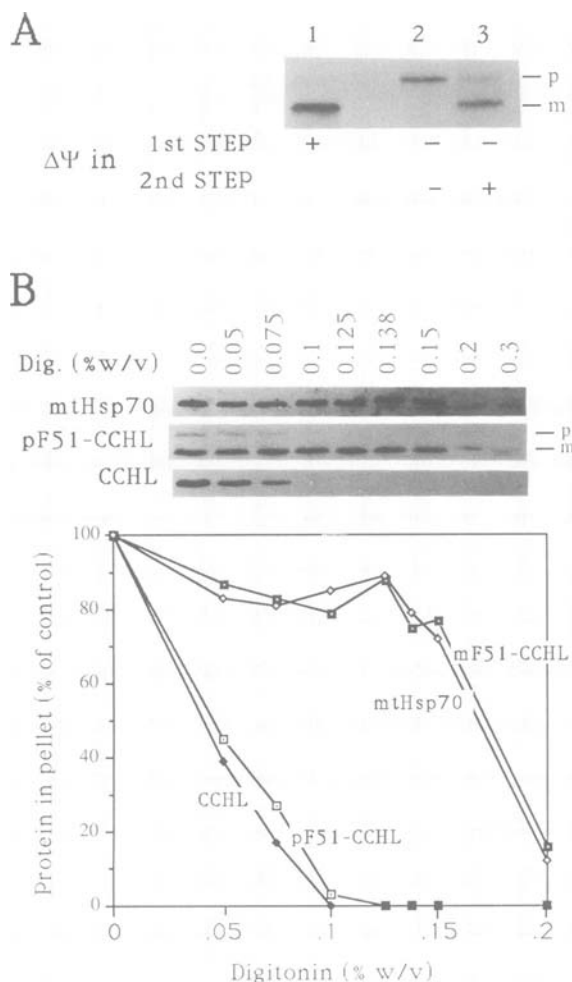 A
1 2 3
p
m
ΔΨ in
1st STEP + − −
2nd STEP − +
B
Dig. (%w/v) 0.0 0.05 0.075 0.1 0.125 0.138 0.15 0.2 0.3
mtHsp70
pF51-CCHL
p
m
CCHL
Protein in pellet (% of control)
100
80
60
40
20
0
mF51-CCHL
mtHsp70
CCHL
pF51-CCHL
0 .05 .1 .15 .2
Digitonin (% w/v)